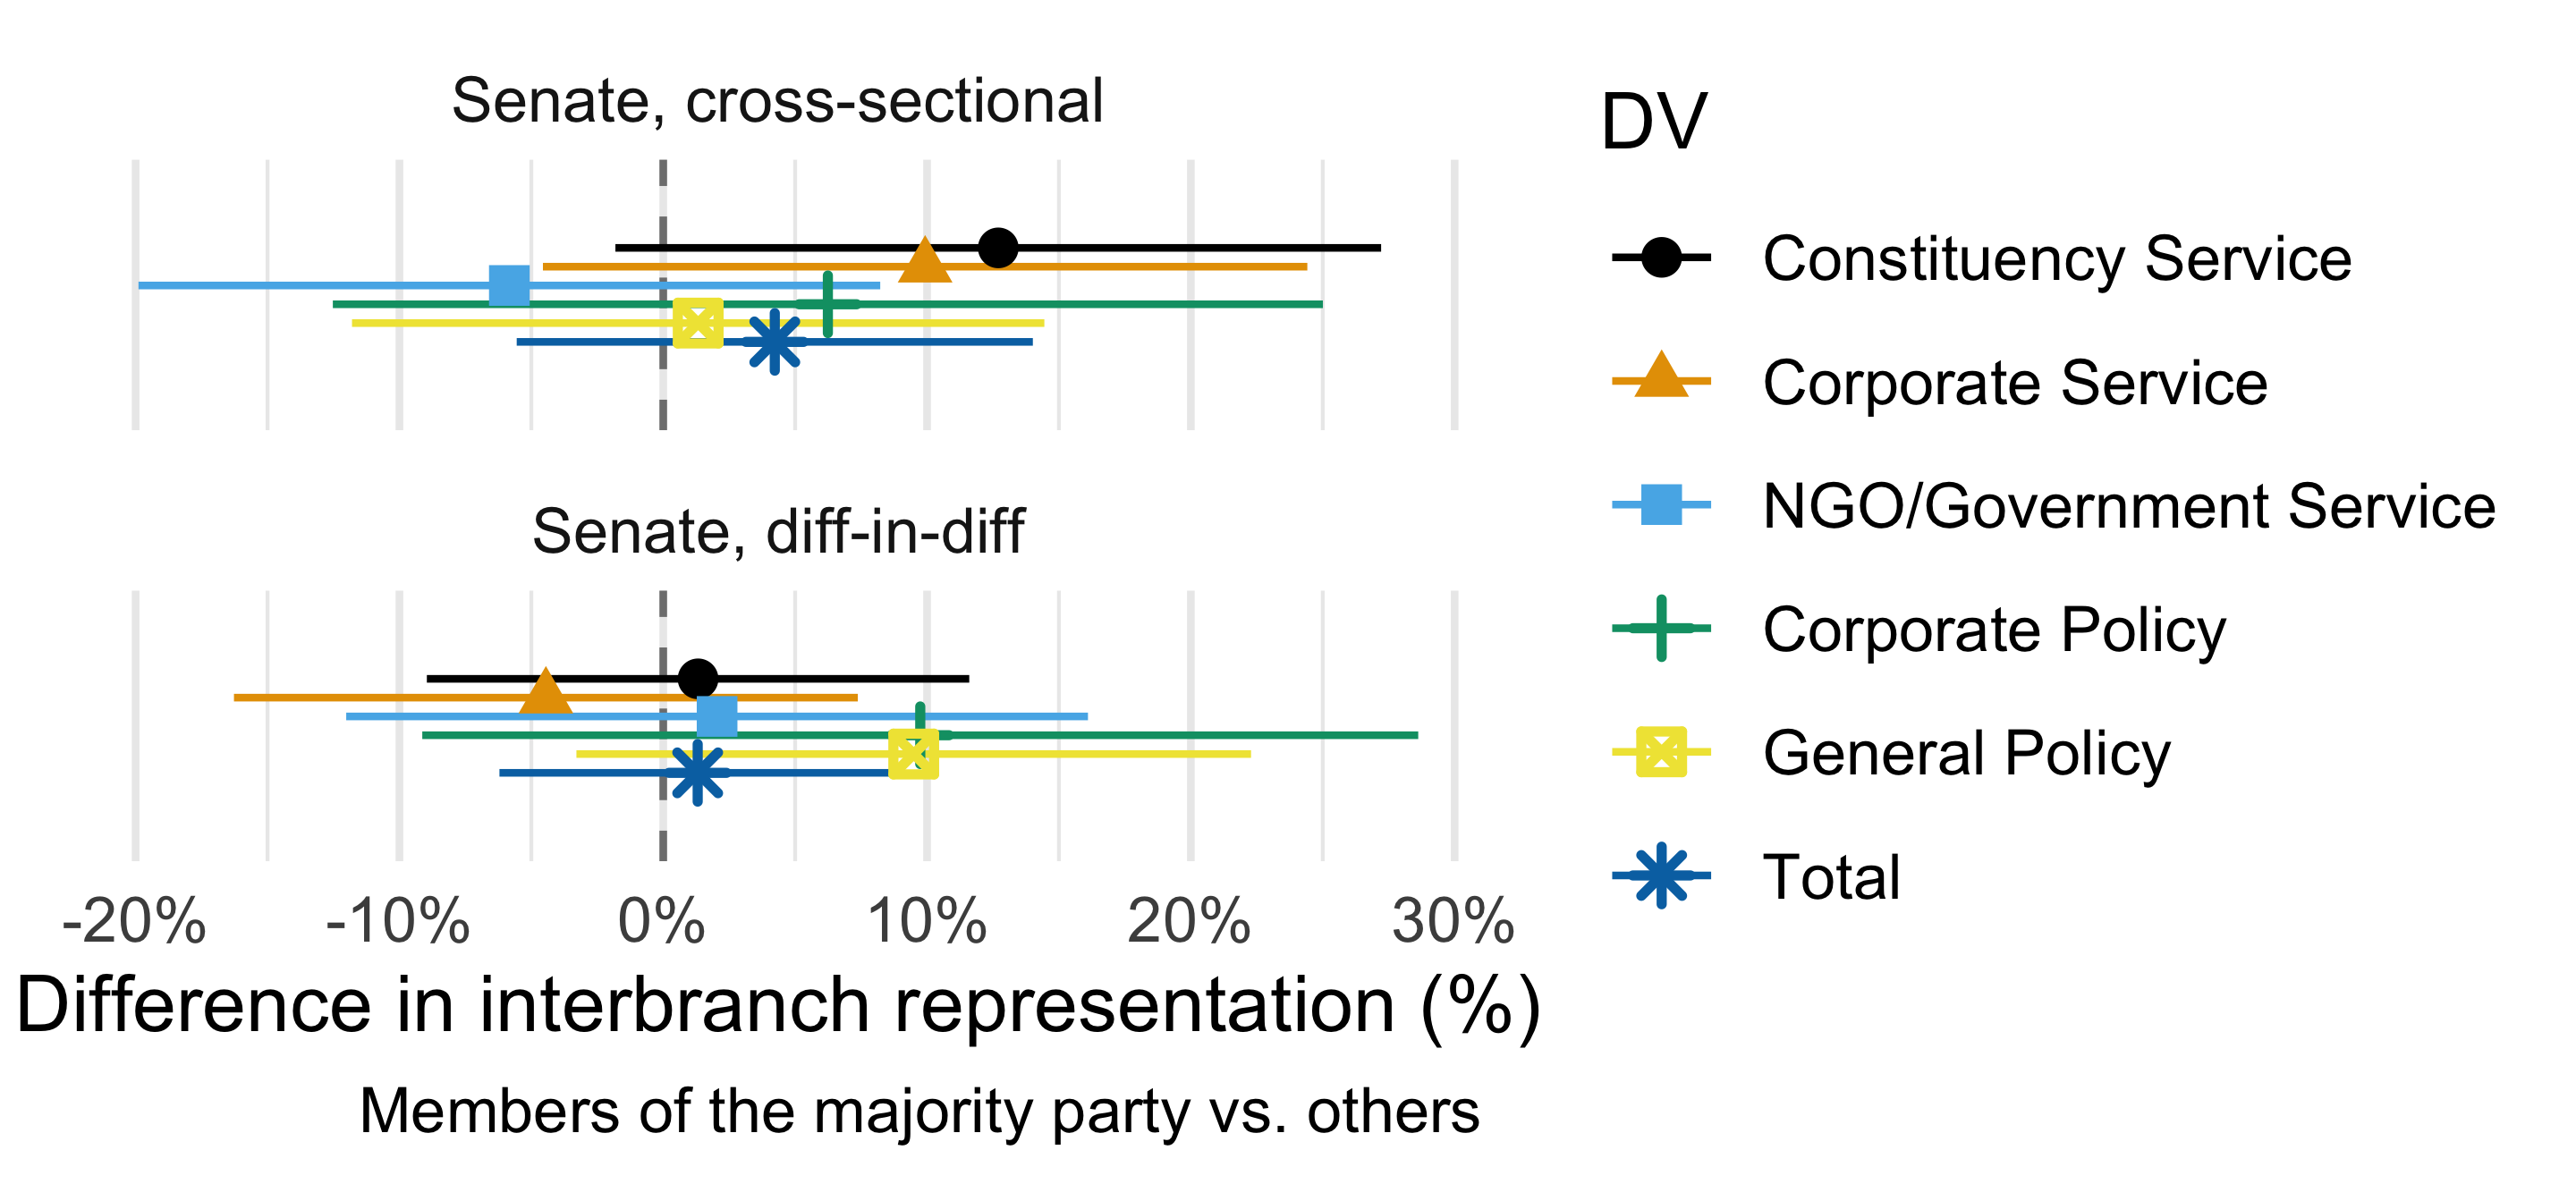 Senate, cross-sectional
Senate, diff-in-diff
-20% -10% 0% 10% 20% 30%
Difference in interbranch representation (%)
Members of the majority party vs. others
DV
Constituency Service
Corporate Service
NGO/Government Service
Corporate Policy
General Policy
Total